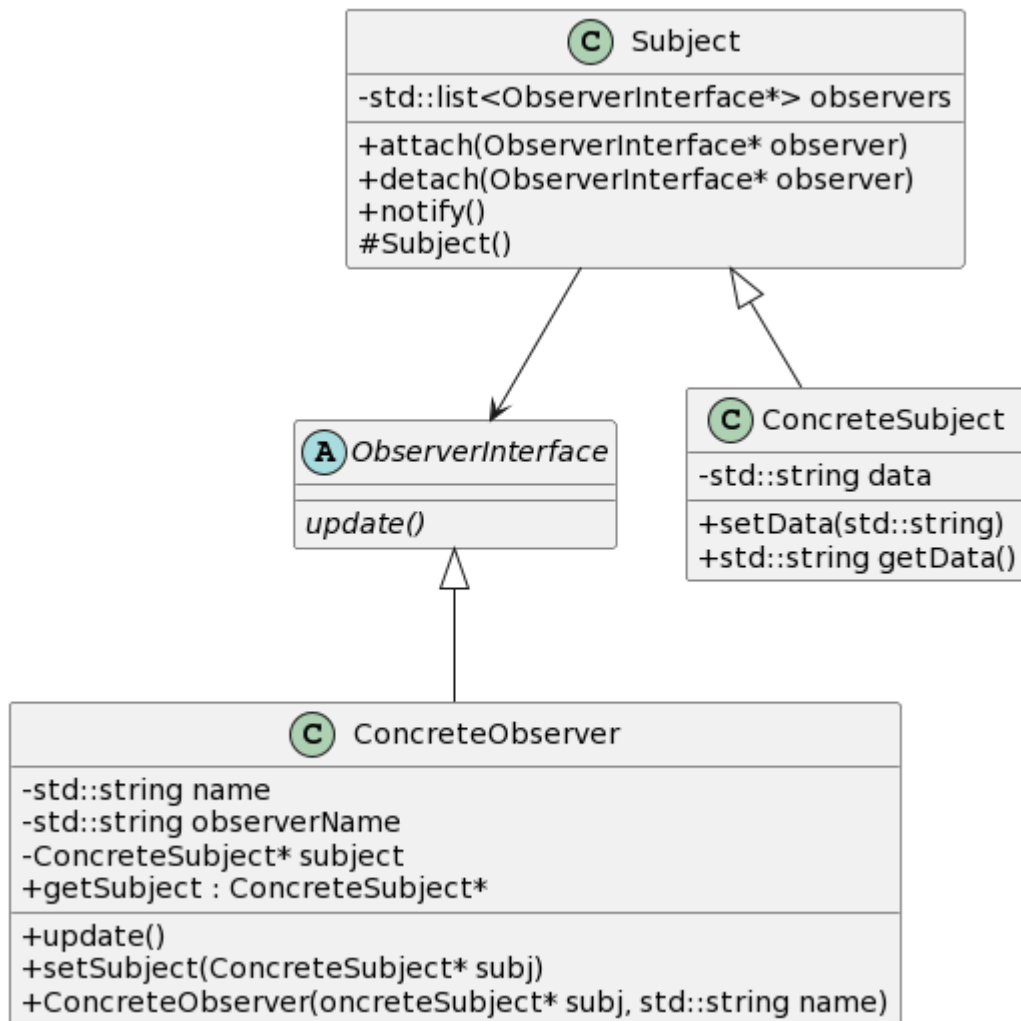 C Subject
-std::list<ObserverInterface*> observers
+attach(ObserverInterface* observer)
+detach(ObserverInterface* observer)
+notify()
#Subject()
A ObserverInterface
update()
C ConcreteSubject
-std::string data
+setData(std::string)
+std::string getData()
C ConcreteObserver
-std::string name
-std::string observerName
-ConcreteSubject* subject
+getSubject : ConcreteSubject*
+update()
+setSubject(ConcreteSubject* subj)
+ConcreteObserver(oncreteSubject* subj, std::string name)